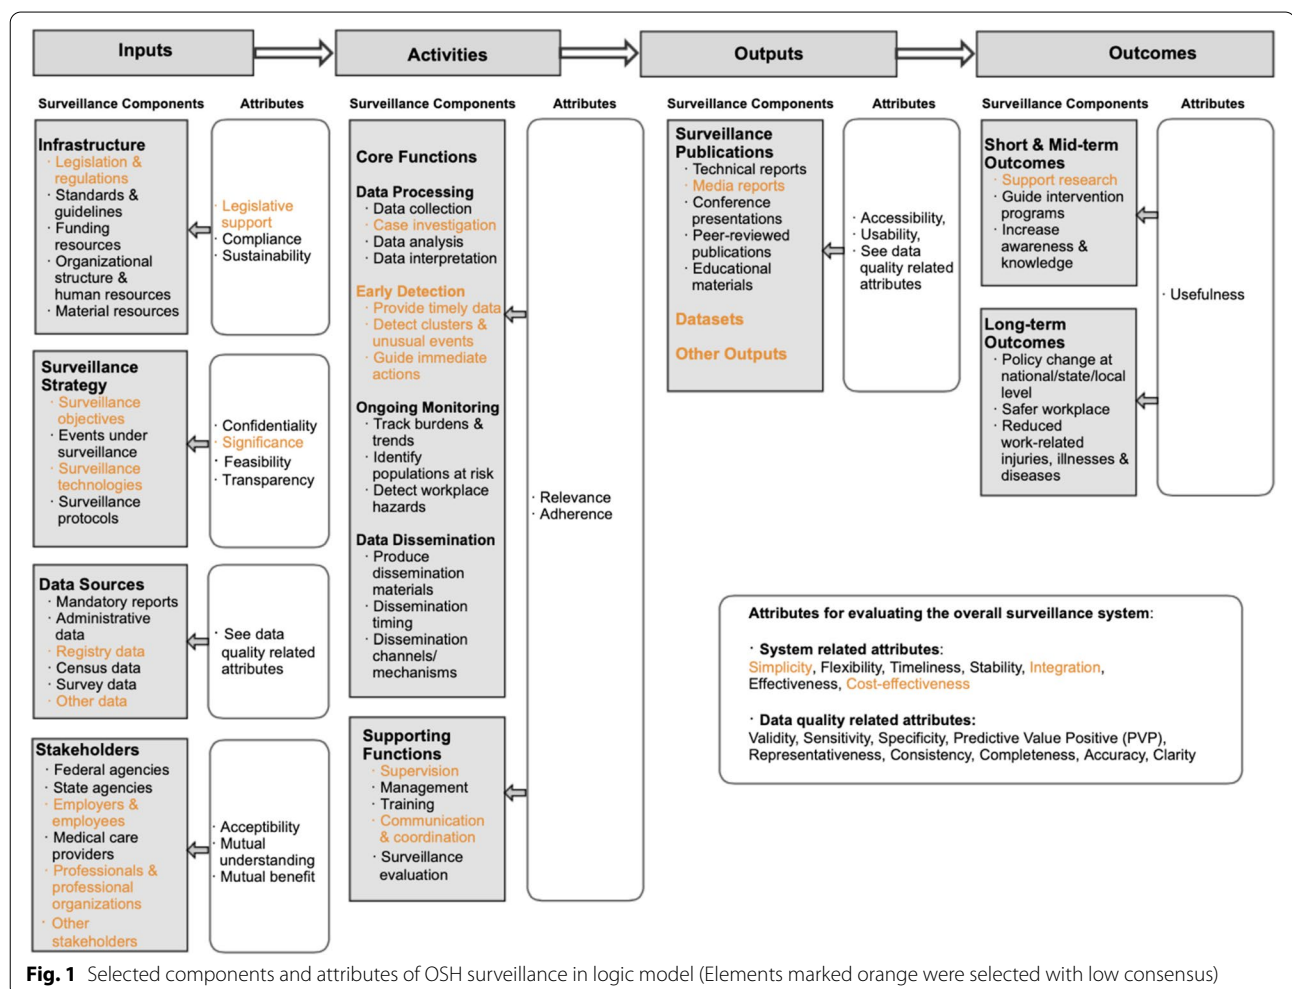 Inputs
Activities
Outputs
Outcomes
Surveillance Components
Attributes
Surveillance Components
Attributes
Surveillance Components
Attributes
Surveillance Components
Attributes
Infrastructure
· Legislation &
regulations
· Standards &
guidelines
· Funding
resources
· Organizational
structure &
human resources
· Material resources
· Legislative
support
· Compliance
· Sustainability
Surveillance
Strategy
· Surveillance
objectives
· Events under
surveillance
· Surveillance
technologies
· Surveillance
protocols
· Confidentiality
· Significance
· Feasibility
· Transparency
Data Sources
· Mandatory reports
· Administrative
data
· Registry data
· Census data
· Survey data
· Other data
· See data
quality related
attributes
Stakeholders
· Federal agencies
· State agencies
· Employers &
employees
· Medical care
providers
· Professionals &
professional
organizations
· Other
stakeholders
· Acceptibility
· Mutual
understanding
· Mutual benefit
Core Functions
Data Processing
· Data collection
· Case investigation
· Data analysis
· Data interpretation
Early Detection
· Provide timely data
· Detect clusters &
unusual events
· Guide immediate
actions
Ongoing Monitoring
· Track burdens &
trends
· Identify
populations at risk
· Detect workplace
hazards
Data Dissemination
· Produce
dissemination
materials
· Dissemination
timing
· Dissemination
channels/
mechanisms
Supporting
Functions
· Supervision
· Management
· Training
· Communication
& coordination
· Surveillance
evaluation
· Relevance
· Adherence
Surveillance
Publications
· Technical reports
· Media reports
· Conference
presentations
· Peer-reviewed
publications
· Educational
materials
Datasets
Other Outputs
· Accessibility,
· Usability,
· See data
quality related
attributes
Short & Mid-term
Outcomes
· Support research
· Guide intervention
programs
· Increase
awareness &
knowledge
Long-term
Outcomes
· Policy change at
national/state/local
level
· Safer workplace
· Reduced
work-related
injuries, illnesses &
diseases
· Usefulness
Attributes for evaluating the overall surveillance system:
· System related attributes:
Simplicity, Flexibility, Timeliness, Stability, Integration,
Effectiveness, Cost-effectiveness
· Data quality related attributes:
Validity, Sensitivity, Specificity, Predictive Value Positive (PVP),
Representativeness, Consistency, Completeness, Accuracy, Clarity
Fig. 1 Selected components and attributes of OSH surveillance in logic model (Elements marked orange were selected with low consensus)